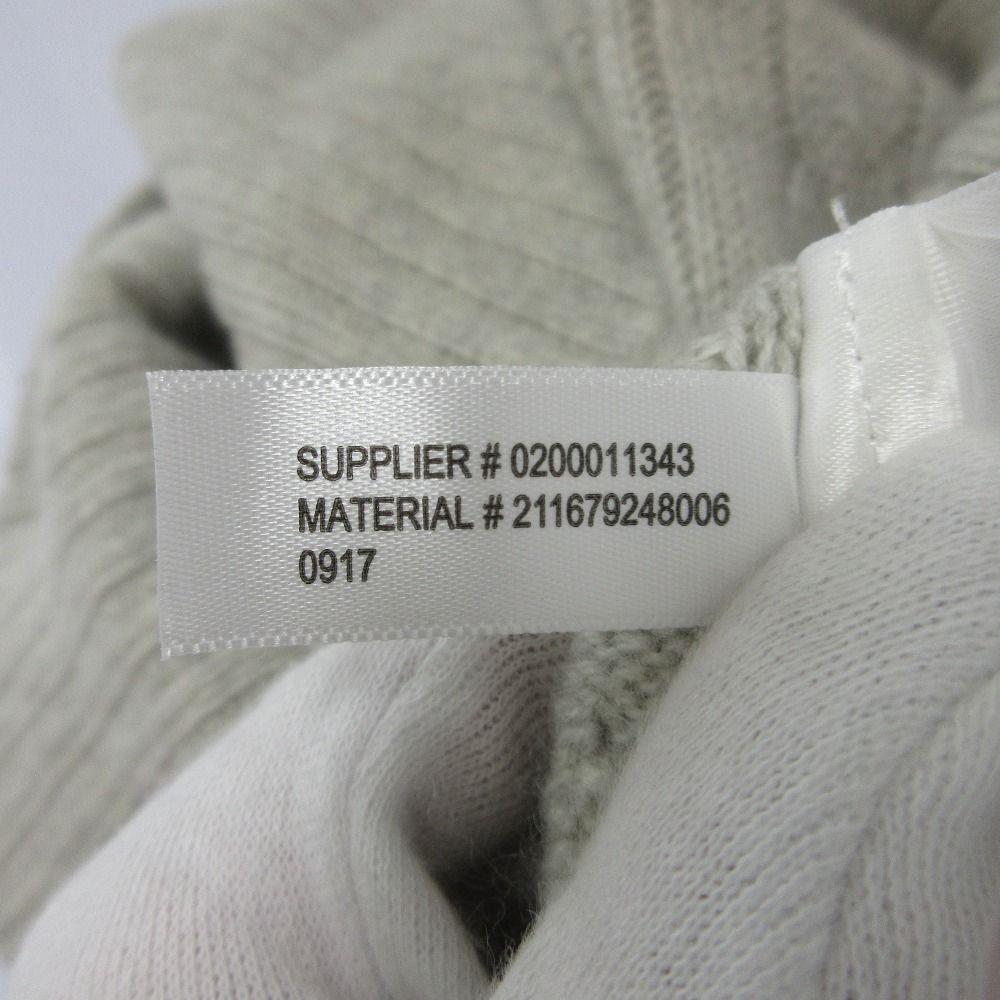 SUPPLIER # 0200011343
MATERIAL # 211679248006
0917